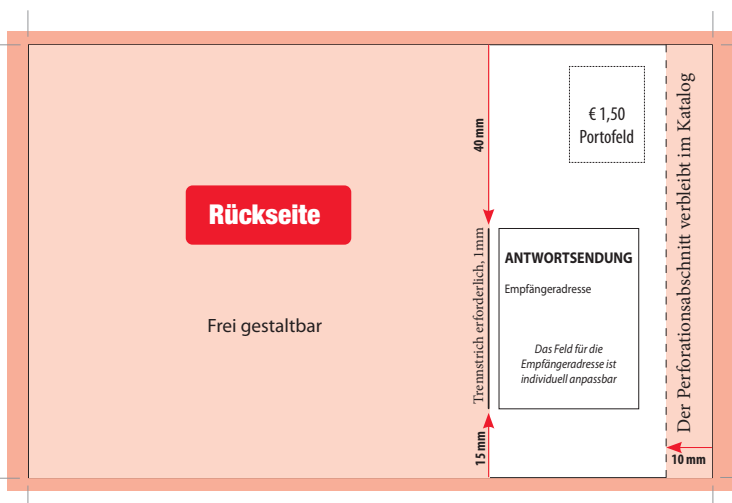 Rückseite
Frei gestaltbar
40 mm
Trennstrich erforderlich, 1mm
15 mm
€ 1,50
Portofeld
ANTWORTSENDUNG
Empfängeradresse
Das Feld für die
Empfängeradresse ist
individuell anpassbar
Der Perforationsabschnitt verbleibt im Katalog
10 mm